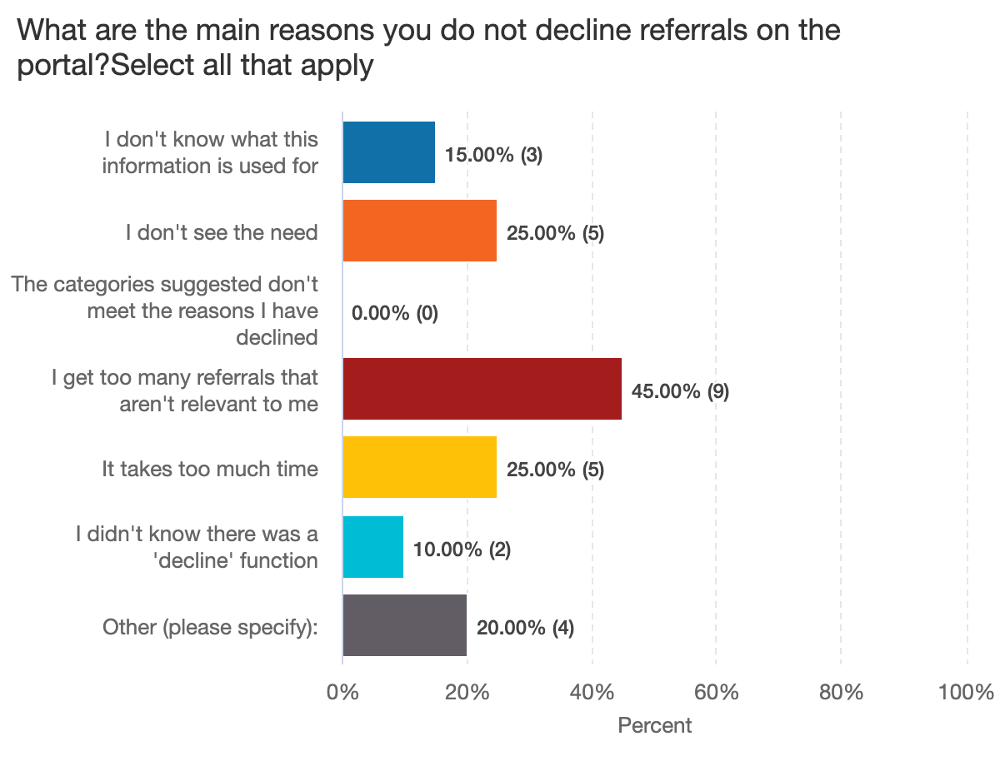 What are the main reasons you do not decline referrals on the
portal?Select all that apply
I don't know what this
information is used for
15.00% (3)
I don't see the need
25.00% (5)
The categories suggested don't
meet the reasons I have
declined
0.00% (0)
I get too many referrals that
aren't relevant to me
45.00% (9)
It takes too much time
25.00% (5)
I didn't know there was a
'decline' function
10.00% (2)
Other (please specify):
20.00% (4)
0%
20%
40%
60%
80%
100%
Percent